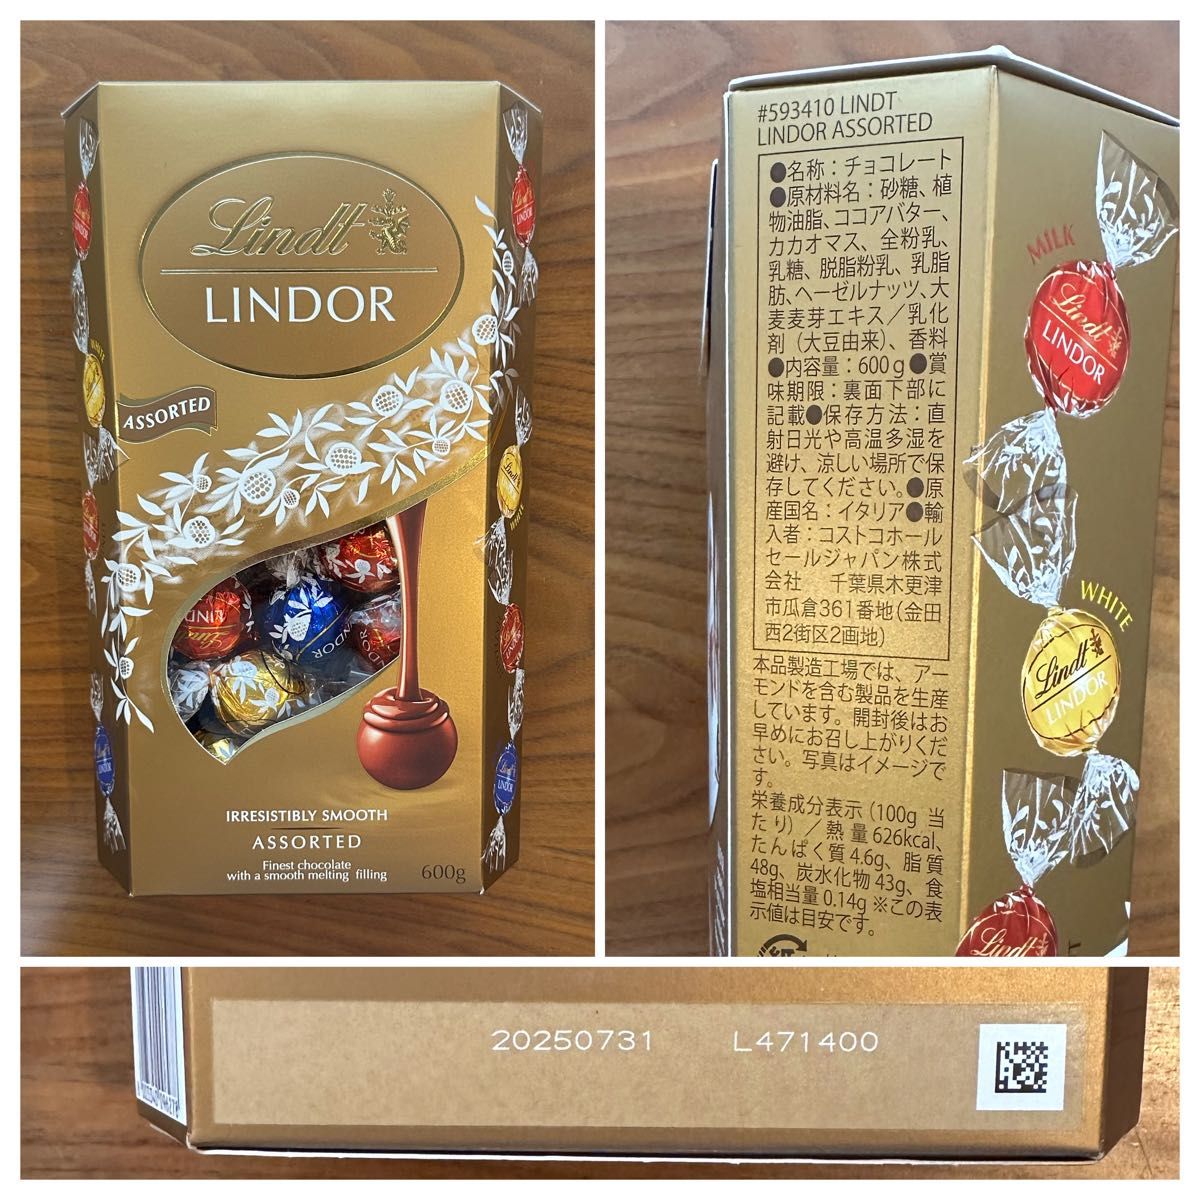 Lindt
LINDOR
ASSORTED
IRRESISTIBLY SMOOTH
ASSORTED
Finest chocolate
with a smooth melting filling
600g
#593410 LINDT
LINDOR ASSORTED
●名称：チョコレート
●原材料名：砂糖、植
物油脂、ココアバター、
カカオマス、全粉乳、
乳糖、脱脂粉乳、乳脂
肪、ヘーゼルナッツ、大
麦麦芽エキス／乳化
剤（大豆由来）、香料
●内容量：600g●賞
味期限：裏面下部に
記載●保存方法：直
射日光や高温多湿を
避け、涼しい場所で保
存してください。●原
産国名：イタリア●輸
入者：コストコホール
セールジャパン株式
会社　千葉県木更津
市瓜倉361番地（金田
西2街区2画地）
本品製造工場では、アー
モンドを含む製品を生産
しています。開封後はお
早めにお召し上がりくだ
さい。写真はイメージで
す。
栄養成分表示（100g 当
たり）／熱量626kcal、
たんぱく質4.6g、脂質
48g、炭水化物43g、食
塩相当量0.14g ※この表
示値は目安です。
MILK
Lindt
LINDOR
WHITE
Lindt
LINDOR
Lindt
20250731 L471400